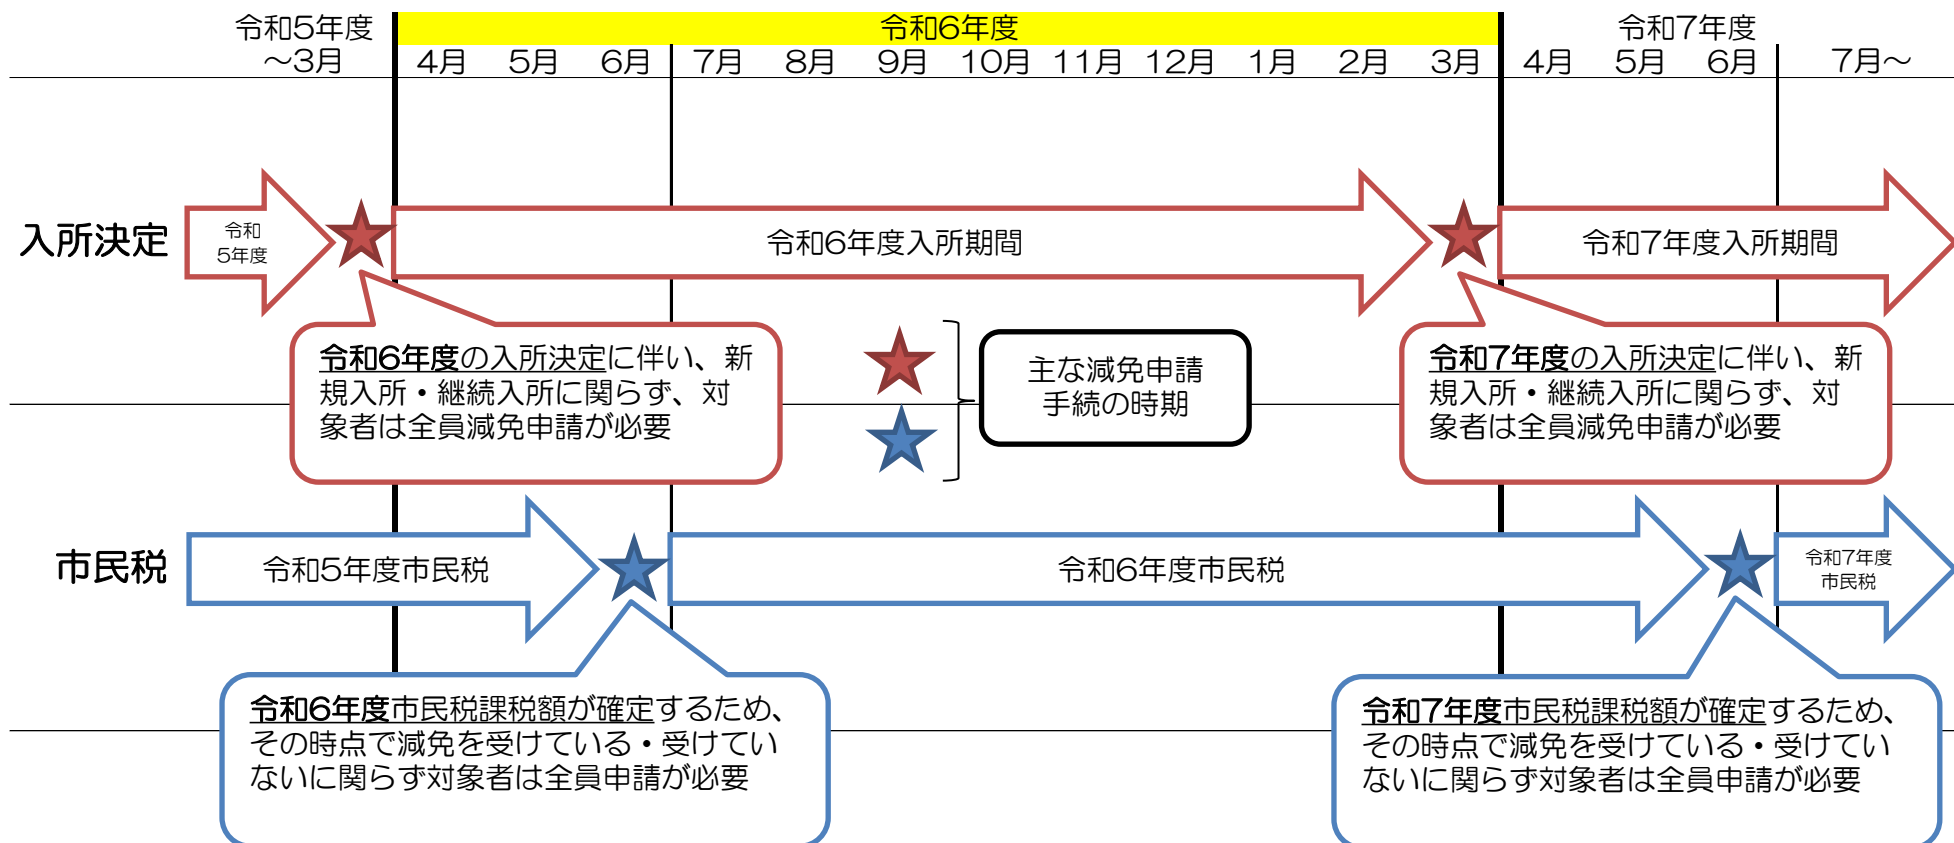 令和5年度
～3月
令和6年度
4月 5月 6月 7月 8月 9月 10月 11月 12月 1月 2月 3月
令和7年度
4月 5月 6月 7月～
入所決定
令和
5年度
令和6年度入所期間
令和7年度入所期間
令和6年度の入所決定に伴い、新
規入所・継続入所に関らず、対
象者は全員減免申請が必要
主な減免申請
手続の時期
令和7年度の入所決定に伴い、新
規入所・継続入所に関らず、対
象者は全員減免申請が必要
市民税
令和5年度市民税
令和6年度市民税
令和7年度
市民税
令和6年度市民税課税額が確定するため、
その時点で減免を受けている・受けてい
ないに関らず対象者は全員申請が必要
令和7年度市民税課税額が確定するため、
その時点で減免を受けている・受けてい
ないに関らず対象者は全員申請が必要